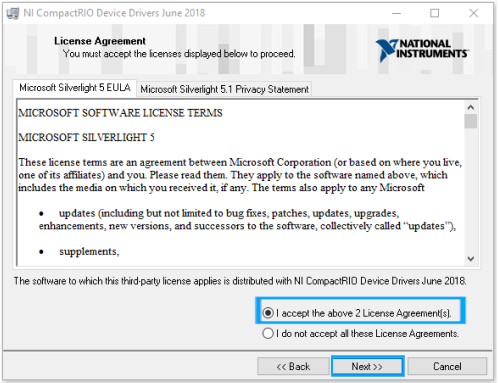 NI CompactRIO Device Drivers June 2018
License Agreement
You must accept the licenses displayed below to proceed.
NATIONAL
INSTRUMENTS
Microsoft Silverlight 5 EULA Microsoft Silverlight 5.1 Privacy Statement
MICROSOFT SOFTWARE LICENSE TERMS
MICROSOFT SILVERLIGHT 5
These license terms are an agreement between Microsoft Corporation (or based on where you live,
one of its affiliates) and you. Please read them. They apply to the software named above, which
includes the media on which you received it, if any. The terms also apply to any Microsoft
• updates (including but not limited to bug fixes, patches, updates, upgrades,
enhancements, new versions, and successors to the software, collectively called “updates”),
• supplements,
The software to which this third-party license applies is distributed with NI CompactRIO Device Drivers June 2018.
I accept the above 2 License Agreement(s).
I do not accept all these License Agreements.
<< Back Next >> Cancel